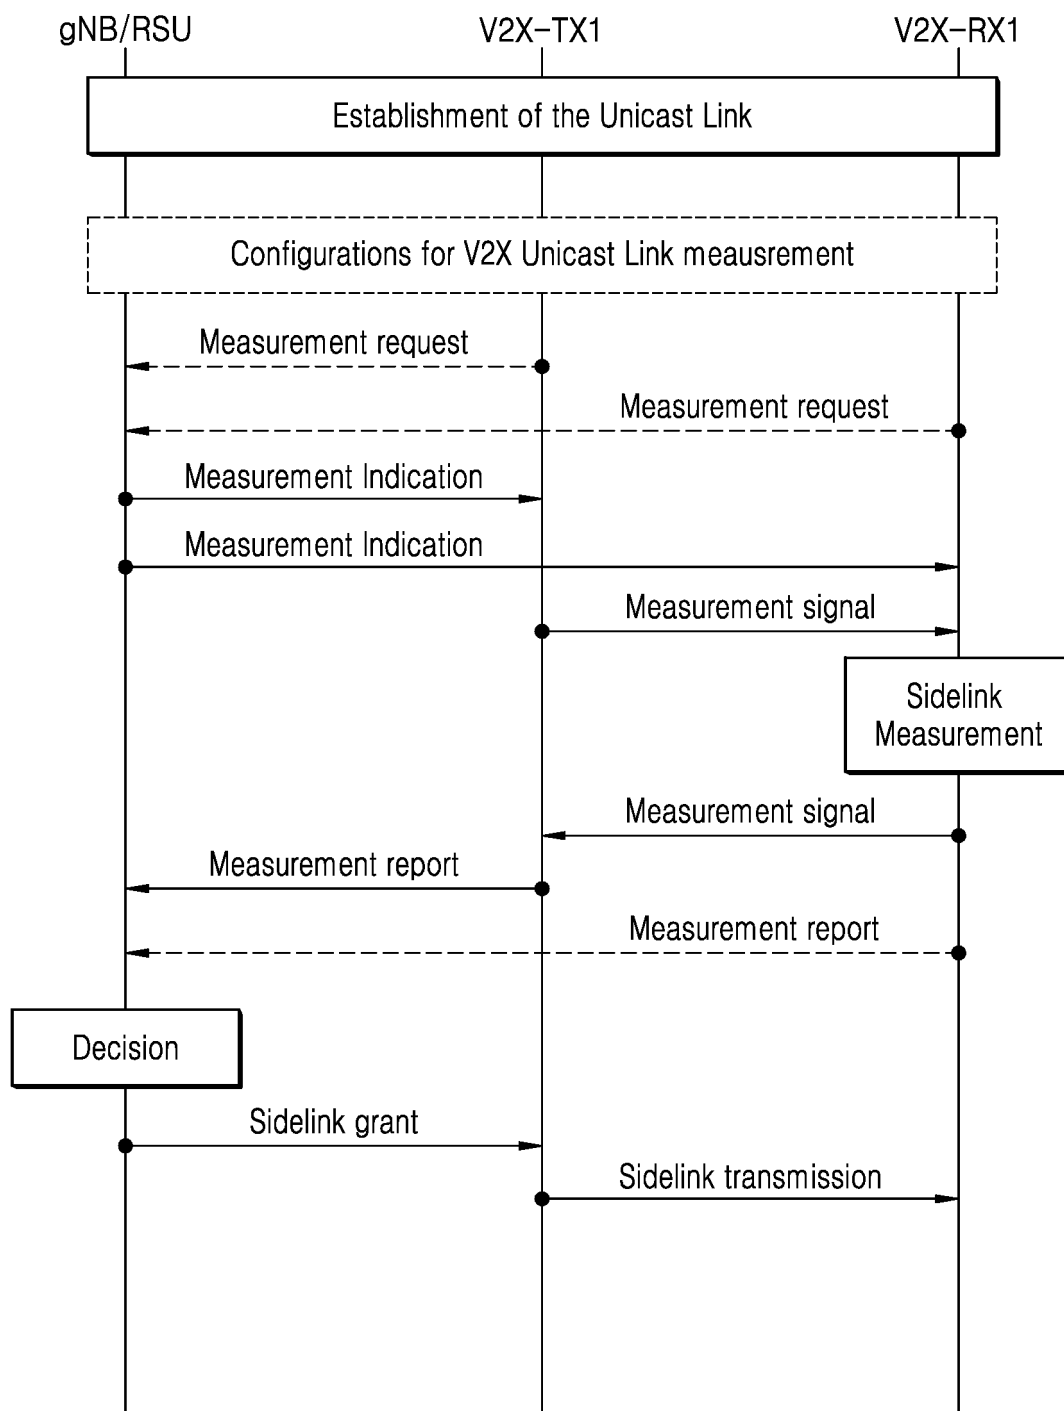 gNB/RSU
V2X-TX1
V2X-RX1
Establishment of the Unicast Link
Configurations for V2X Unicast Link meausrement
Measurement request
Measurement request
Measurement Indication
Measurement Indication
Measurement signal
Sidelink
Measurement
Measurement signal
Measurement report
Measurement report
Decision
Sidelink grant
Sidelink transmission